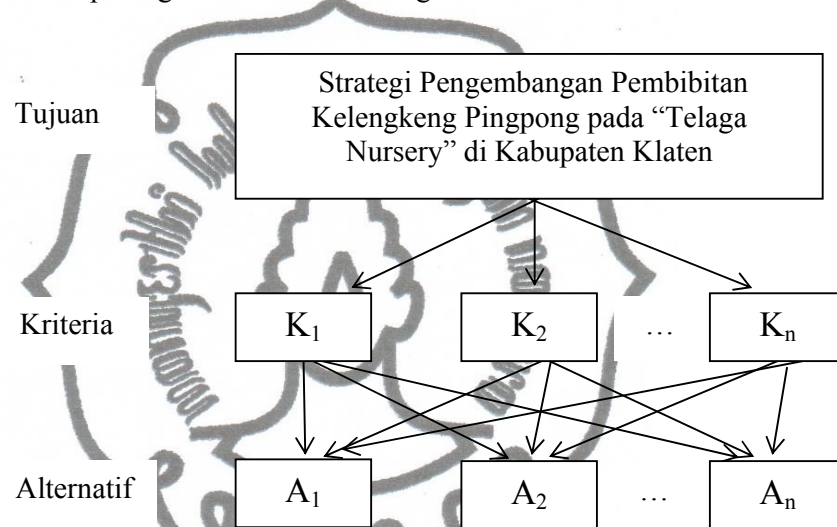 Tujuan
Strategi Pengembangan Pembibitan
Kelengkeng Pingpong pada “Telaga
Nursery” di Kabupaten Klaten
Kriteria
K₁ K₂ … Kₙ
Alternatif
A₁ A₂ … Aₙ